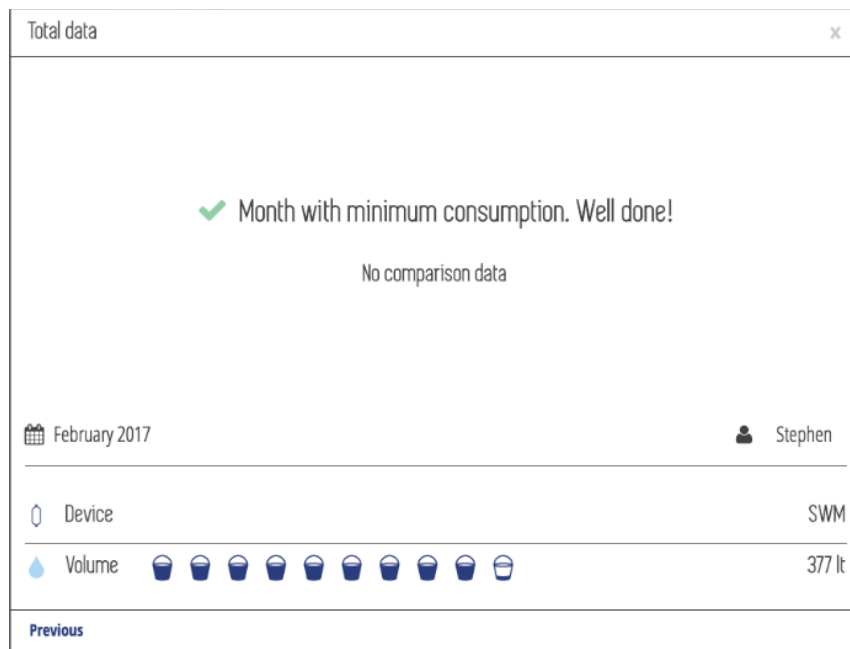 Total data x
Month with minimum consumption. Well done!
No comparison data
February 2017 Stephen
Device SWM
Volume 377 lt
Previous